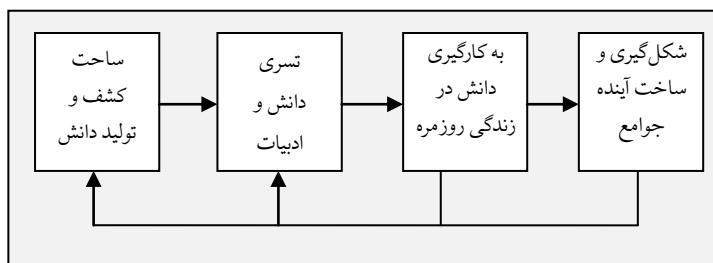 ساحت
کشف و
تولید دانش
تسری
دانش و
ادبیات
به کارگیری
دانش در
زندگی روزمره
شکل‌گیری و
ساخت آینده
جوامع